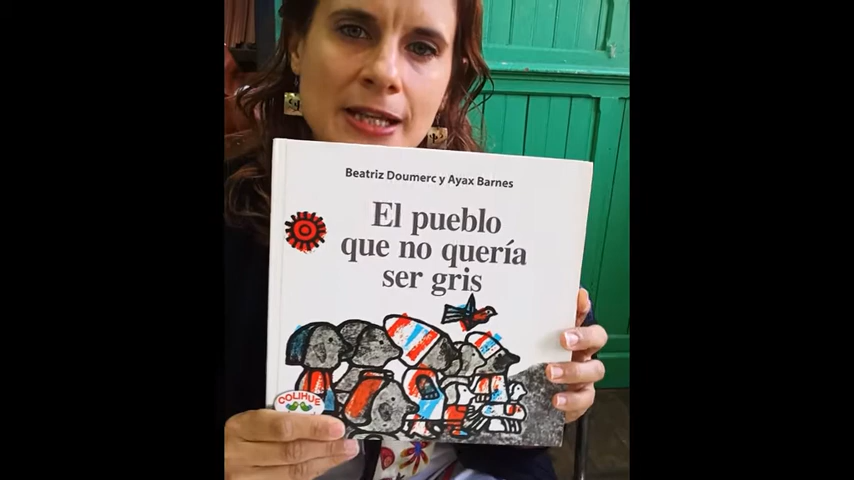 Beatriz Doumerc y Ayax Barnes
El pueblo
que no quería
ser gris
COLIHUE